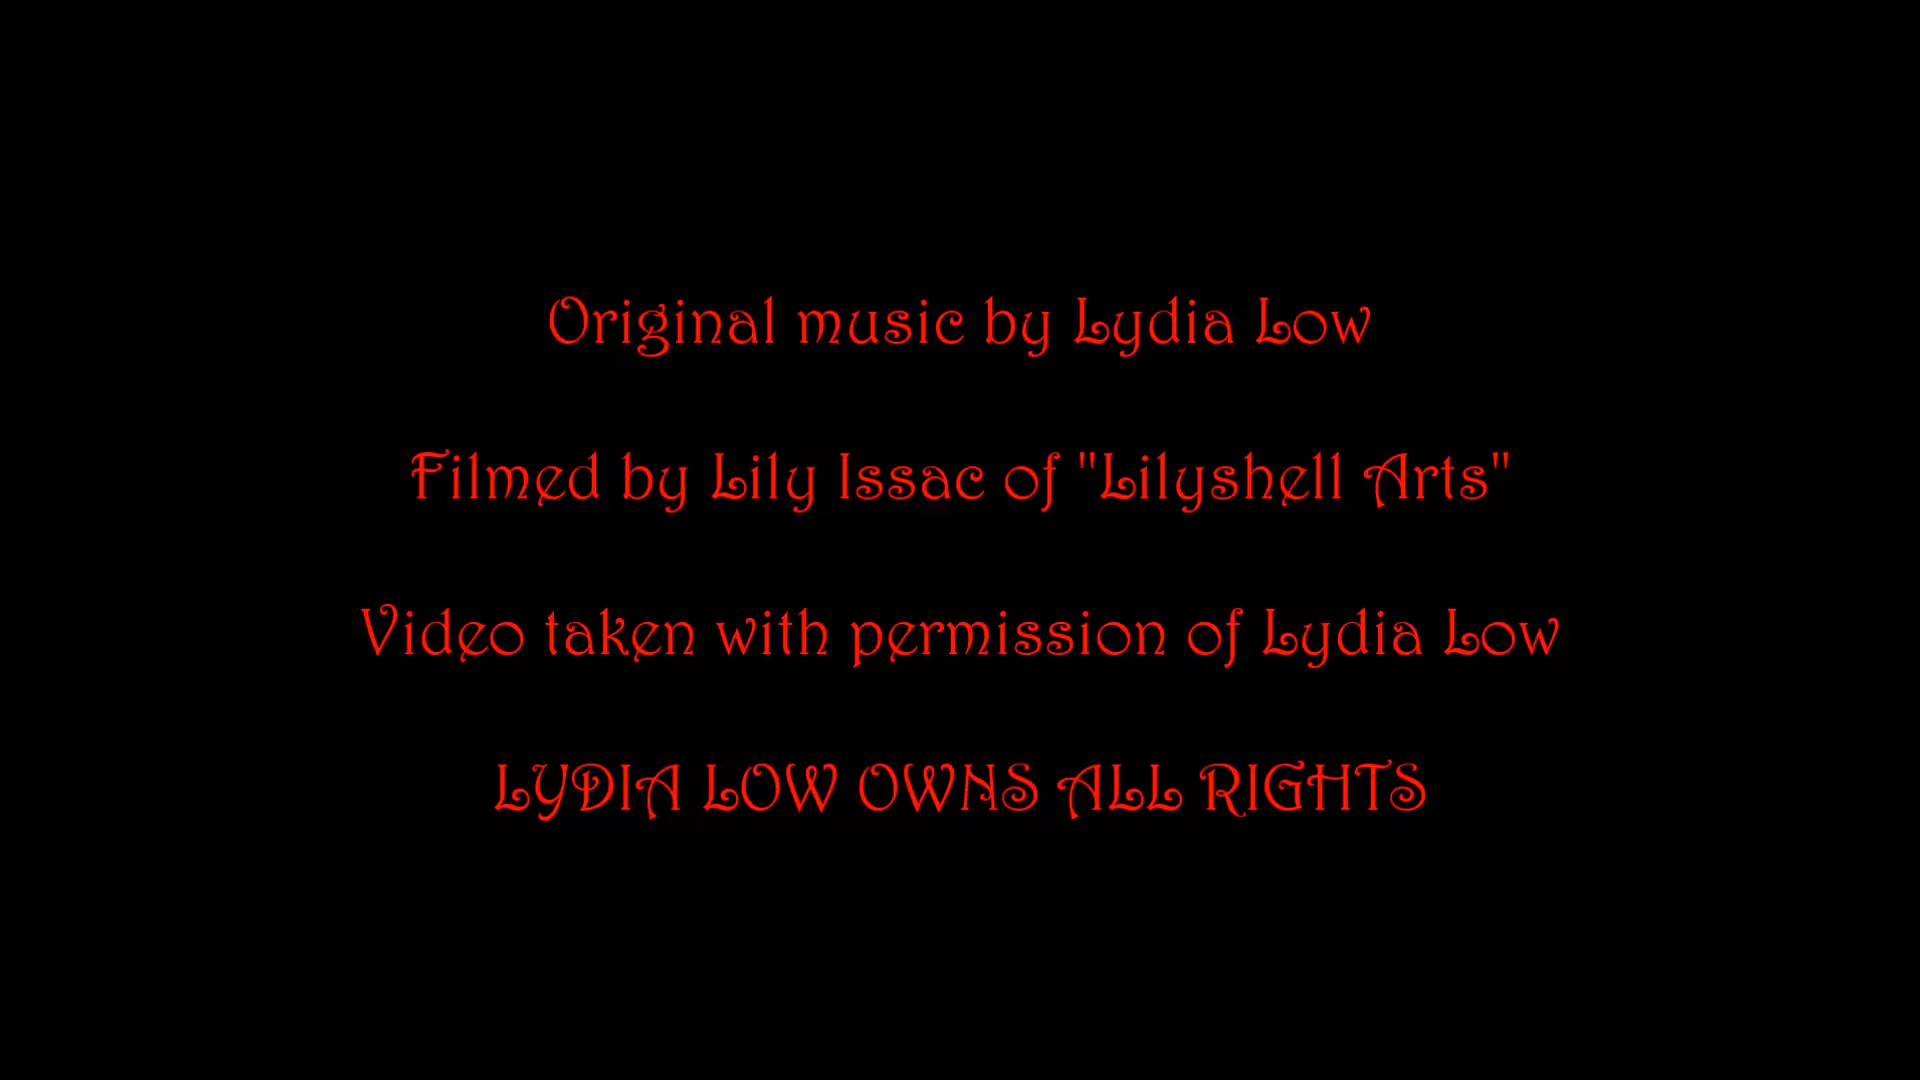 Original music by Lydia Low
Filmed by Lily Issac of "Lilyshell Arts"
Video taken with permission of Lydia Low
LYDIA LOW OWNS ALL RIGHTS